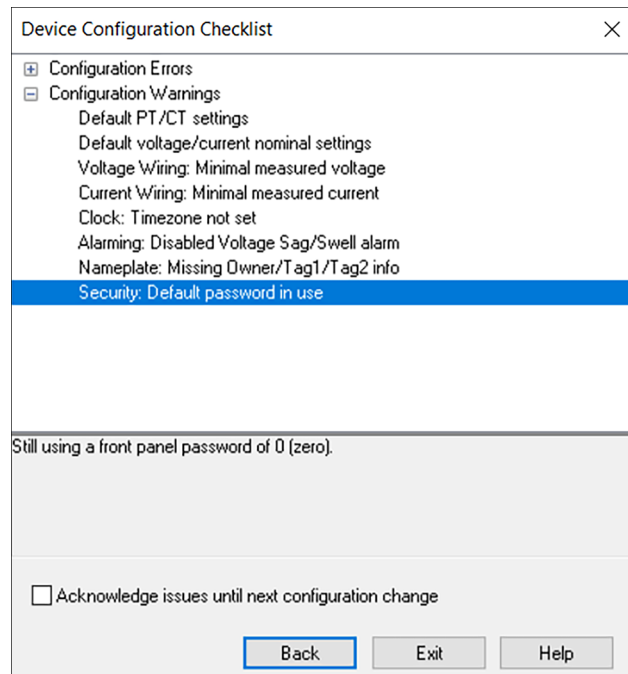 Device Configuration Checklist
Configuration Errors
Configuration Warnings
Default PT/CT settings
Default voltage/current nominal settings
Voltage Wiring: Minimal measured voltage
Current Wiring: Minimal measured current
Clock: Timezone not set
Alarming: Disabled Voltage Sag/Swell alarm
Nameplate: Missing Owner/Tag1/Tag2 info
Security: Default password in use
Still using a front panel password of 0 (zero).
Acknowledge issues until next configuration change
Back Exit Help